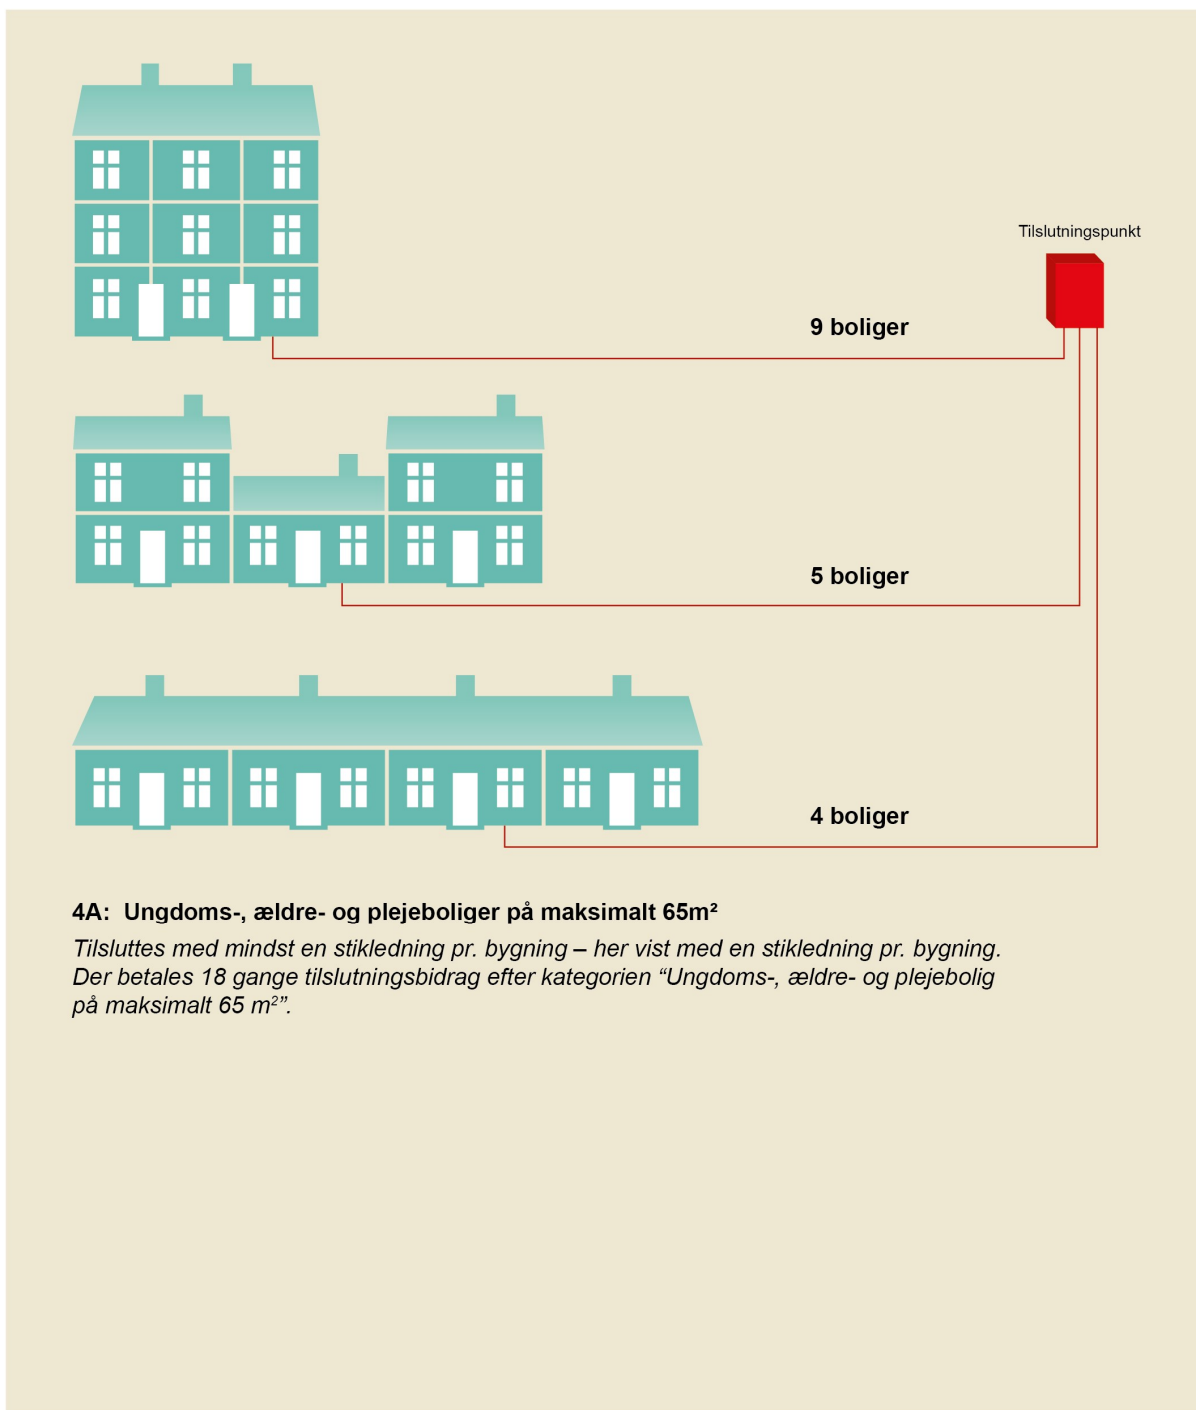 Tilslutningspunkt
9 boliger
5 boliger
4 boliger
4A: Ungdoms-, ældre- og plejeboliger på maksimalt 65m²
Tilsluttes med mindst en stikledning pr. bygning – her vist med en stikledning pr. bygning.
Der betales 18 gange tilslutningsbidrag efter kategorien “Ungdoms-, ældre- og plejebolig
på maksimalt 65 m²”.